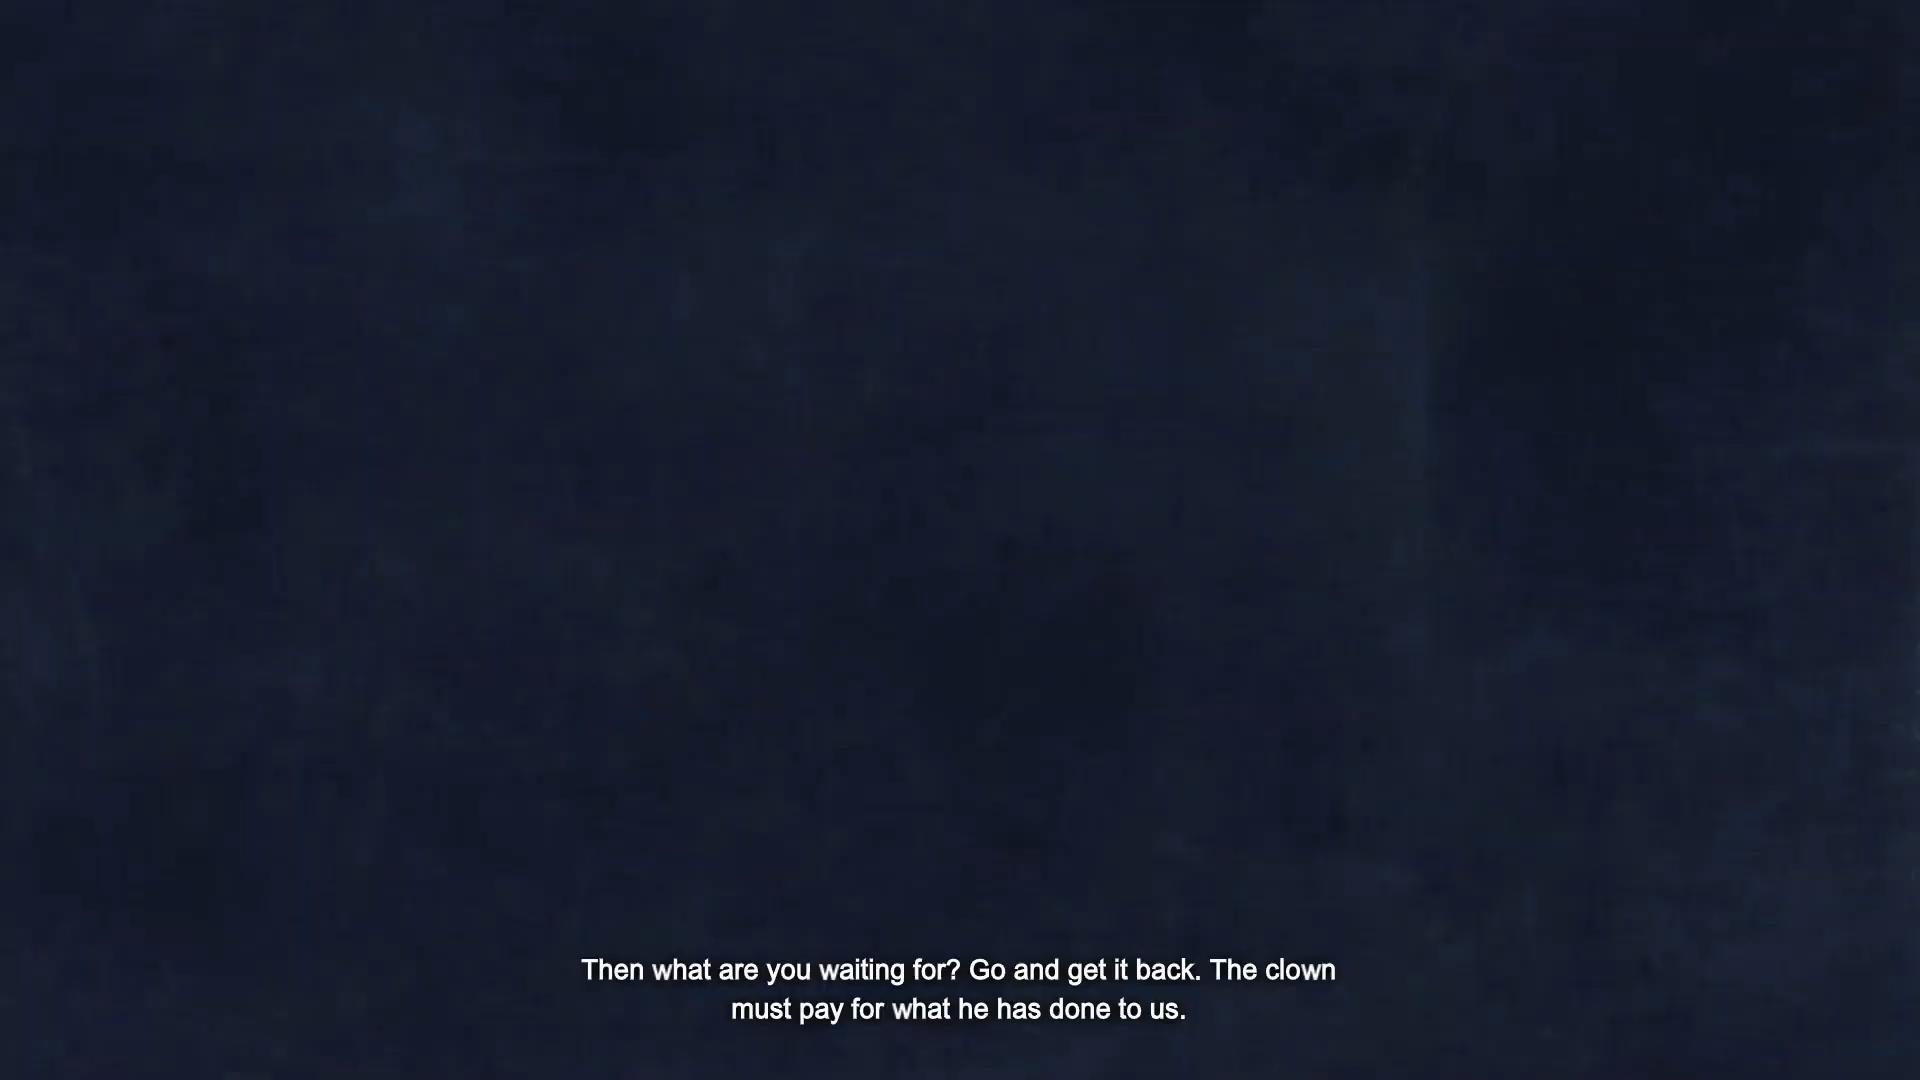 Then what are you waiting for? Go and get it back. The clown
must pay for what he has done to us.